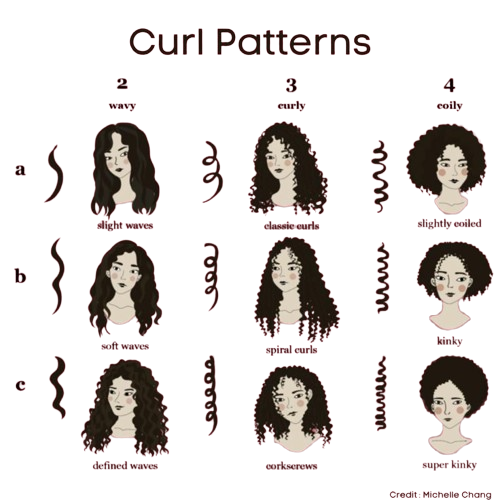 Curl Patterns
2 3 4
wavy curly coily
a
slight waves classic curls slightly coiled
b
soft waves spiral curls kinky
c
defined waves corkscrews super kinky
Credit: Michelle Chang